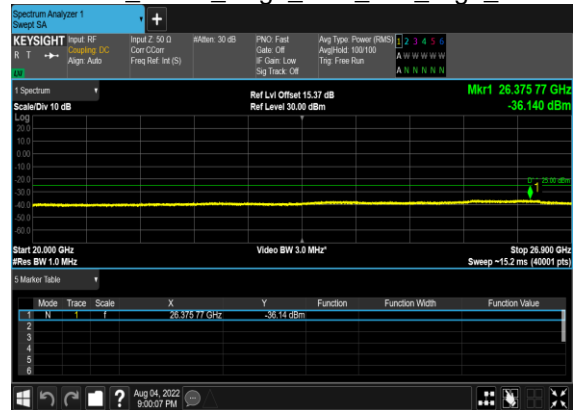 Spectrum Analyzer 1
Swept SA
+
KEYSIGHT Input: RF Input Z: 50 Ω #Atten: 30 dB PNO: Fast Avg Type: Power (RMS) 1 2 3 4 5 6
R T Coupling: DC Corr CCorr Gate: Off Avg|Hold: 100/100 A W W W W W
Align: Auto Freq Ref: Int (S) IF Gain: Low Trig: Free Run
LW Sig Track: Off A N N N N N
1 Spectrum Ref Lvl Offset 15.37 dB Mkr1 26.375 77 GHz
Scale/Div 10 dB Ref Level 30.00 dBm -36.140 dBm
Log
20.0
10.0
0.00
-10.0
-20.0 25.00 dBm
-30.0 1
-40.0
-50.0
-60.0
Start 20.000 GHz Video BW 3.0 MHz* Stop 26.900 GHz
#Res BW 1.0 MHz Sweep ~15.2 ms (40001 pts)
5 Marker Table
Mode Trace Scale X Y Function Function Width Function Value
1 N 1 f 26.375 77 GHz -36.14 dBm
2
3
4
5
6
? Aug 04, 2022
9:00:07 PM